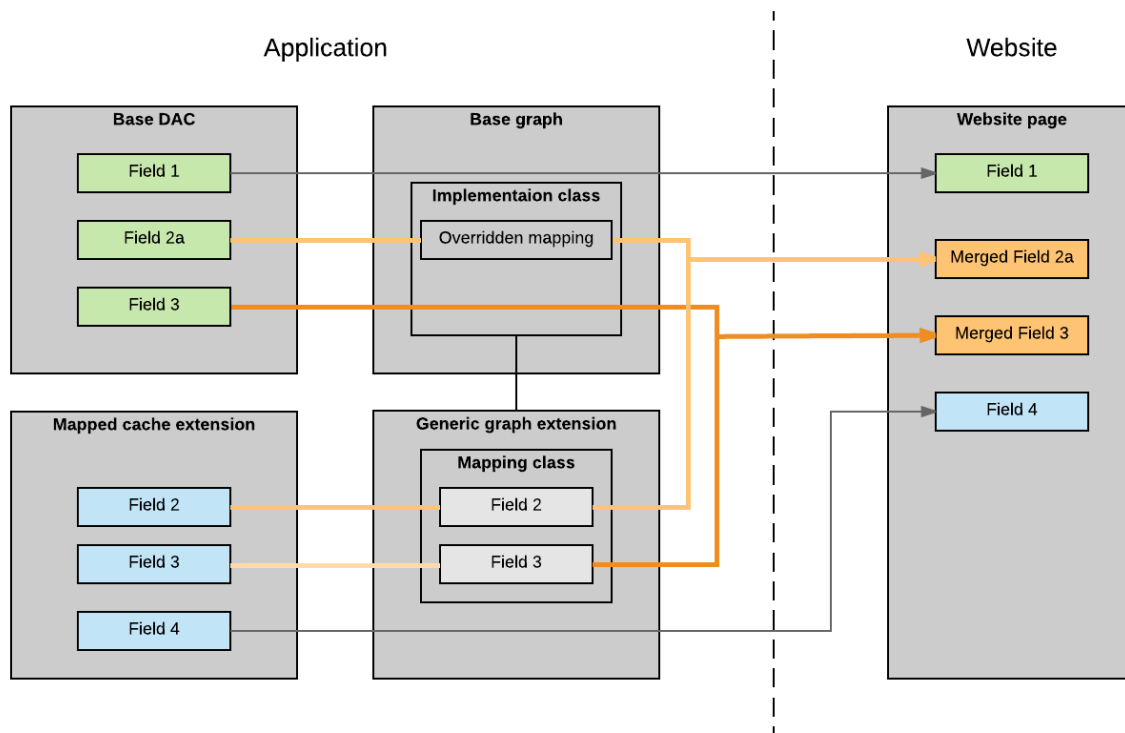 Application
Website
Base DAC
Field 1
Field 2a
Field 3
Base graph
Implementaion class
Overridden mapping
Website page
Field 1
Merged Field 2a
Merged Field 3
Field 4
Mapped cache extension
Field 2
Field 3
Field 4
Generic graph extension
Mapping class
Field 2
Field 3